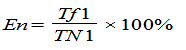 En = Tf1 / TN1 × 100%